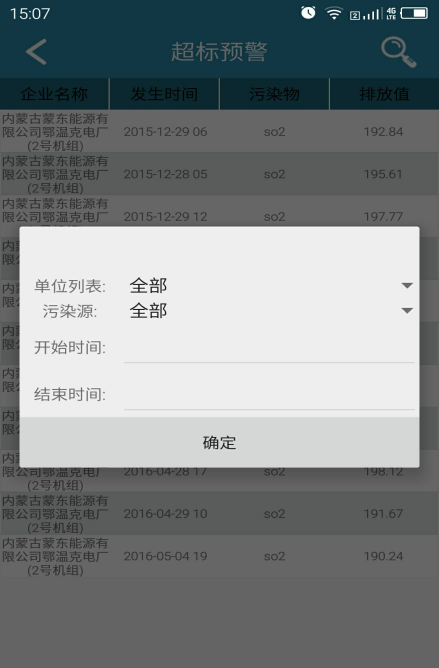 15:07
2
4G
LTE
超标预警
企业名称 发生时间 污染物 排放值
内蒙古蒙东能源有
限公司鄂温克电厂 2015-12-29 06 so2 192.84
(2号机组)
内蒙古蒙东能源有
限公司鄂温克电厂 2015-12-28 05 so2 195.61
(2号机组)
内蒙古蒙东能源有
限公司鄂温克电厂 2015-12-29 12 so2 197.77
单位列表: 全部
污染源: 全部
开始时间:
结束时间:
确定
限公司鄂温克电厂 2016-04-28 17 so2 198.12
(2号机组)
内蒙古蒙东能源有
限公司鄂温克电厂 2016-04-29 10 so2 191.67
(2号机组)
内蒙古蒙东能源有
限公司鄂温克电厂 2016-05-04 19 so2 190.24
(2号机组)